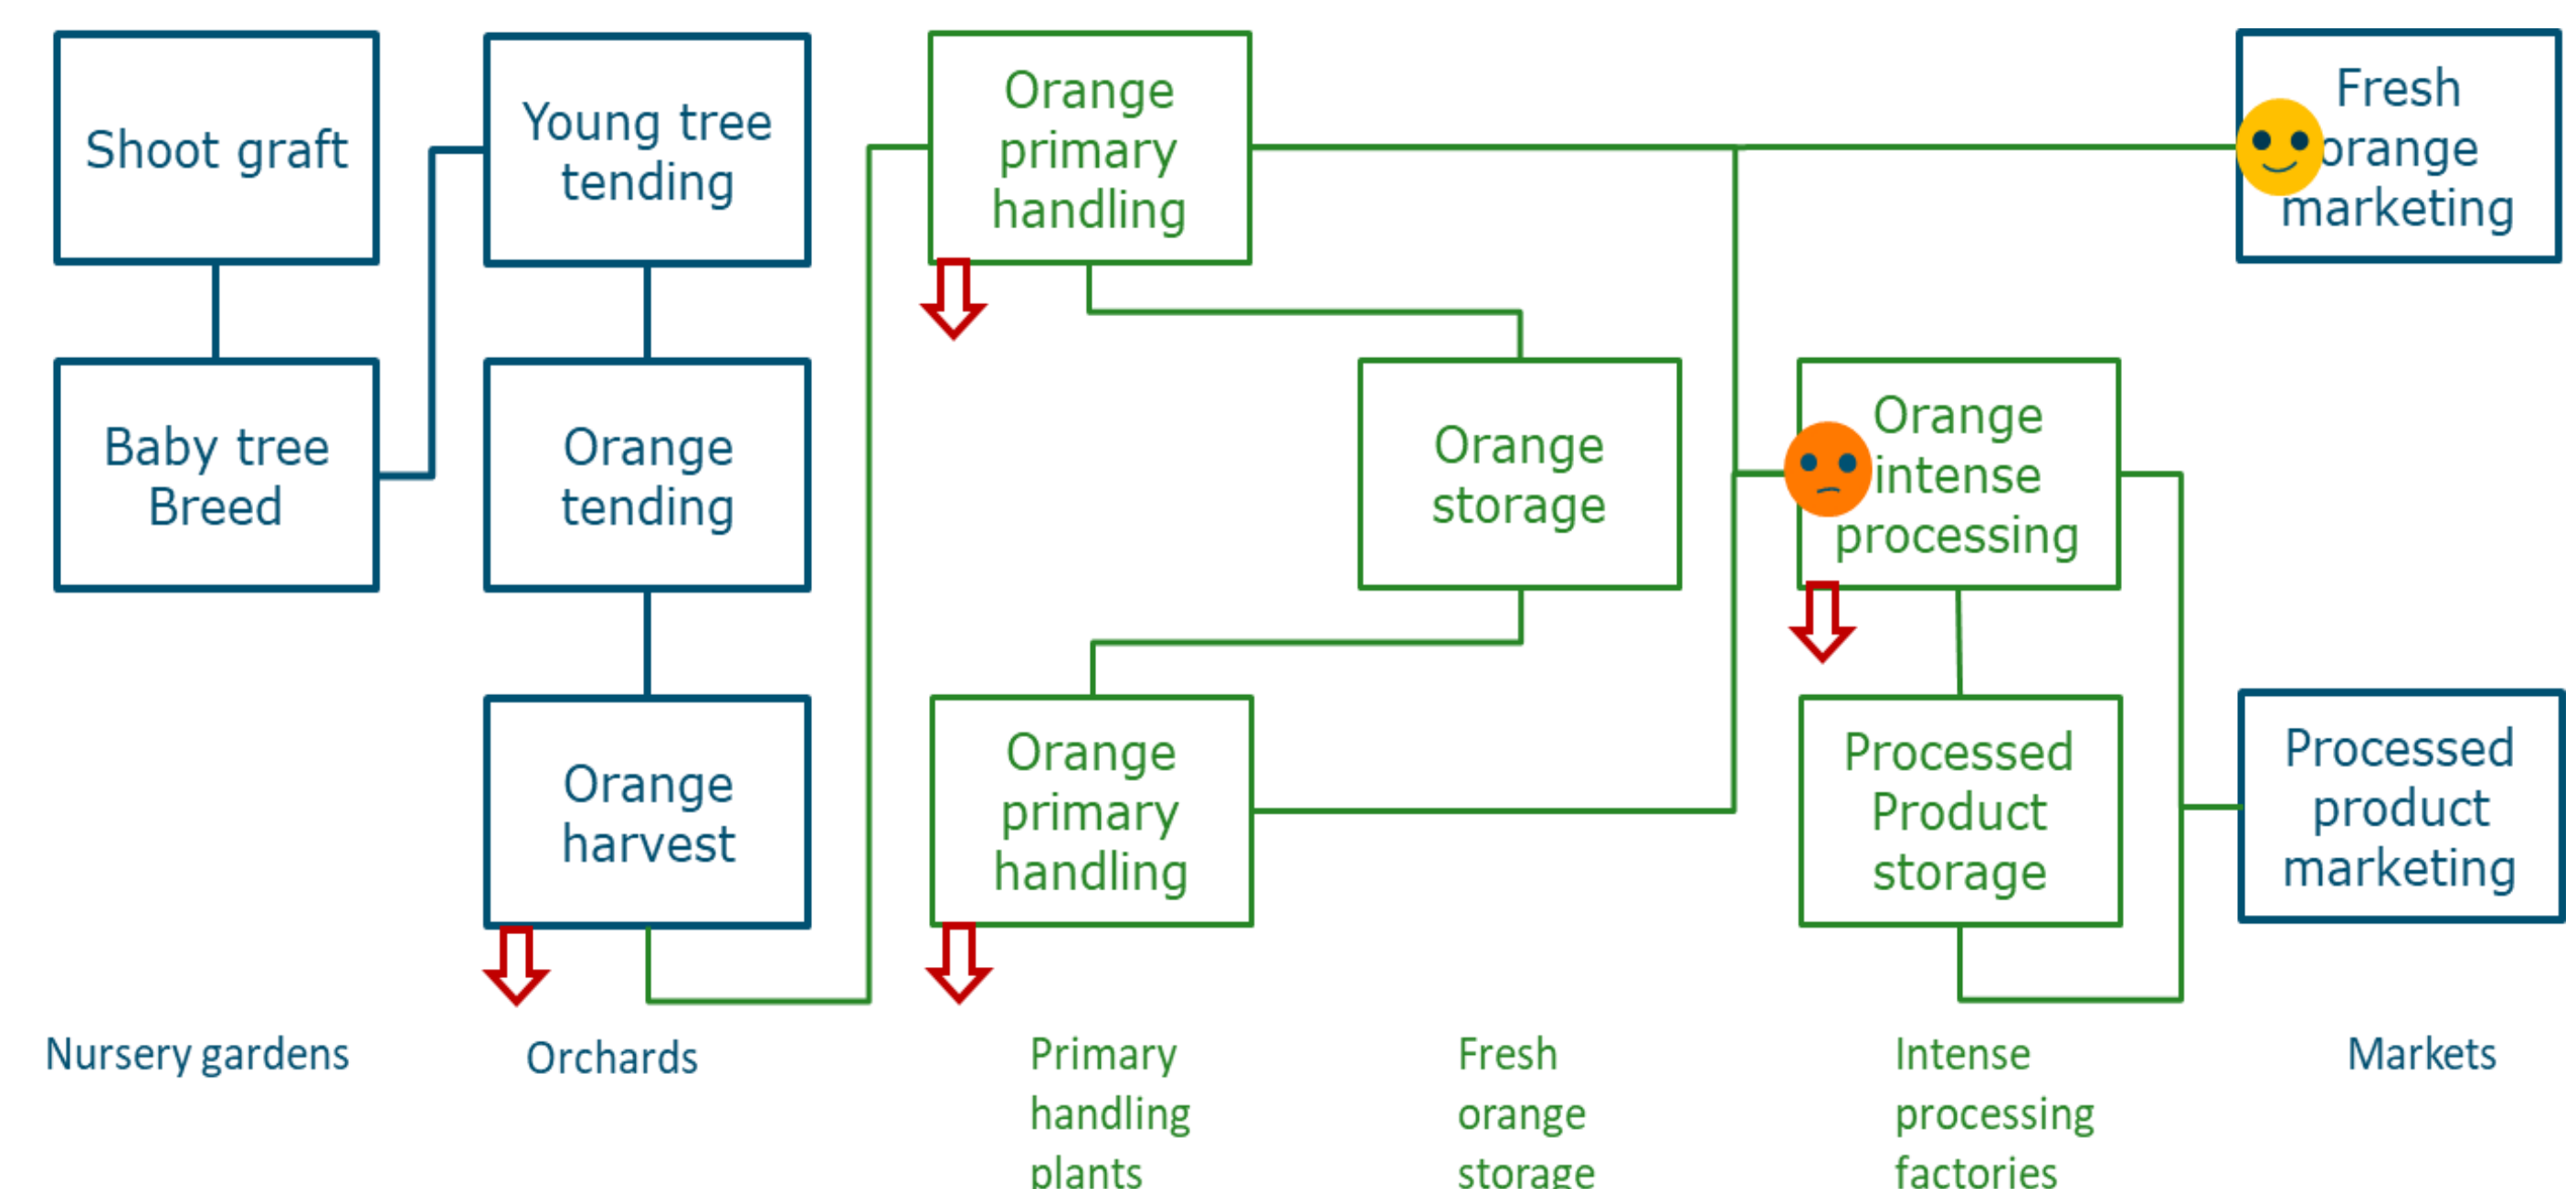 Shoot graft
Baby tree
Breed
Young tree
tending
Orange
tending
Orange
harvest
Orange
primary
handling
Orange
storage
Orange
primary
handling
Orange
intense
processing
Processed
Product
storage
Fresh
orange
marketing
Processed
product
marketing
Nursery gardens
Orchards
Primary
handling
plants
Fresh
orange
storage
Intense
processing
factories
Markets